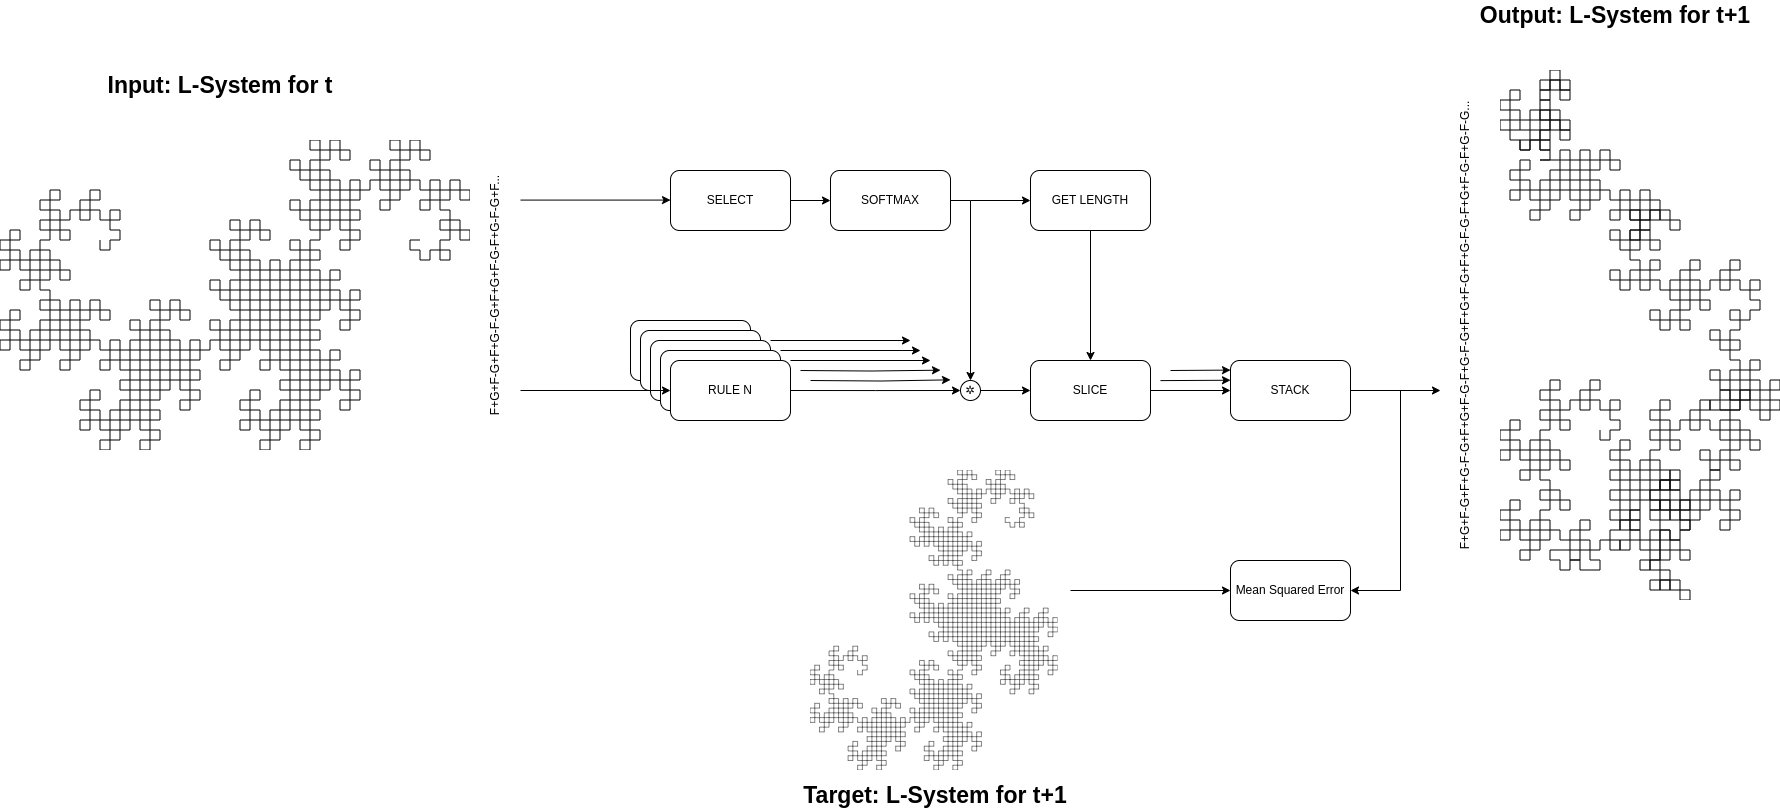 Output: L-System for t+1
Input: L-System for t
SELECT
SOFTMAX
GET LENGTH
F+G+F-G+F+G-F-G+F+G+F-G-F+G-F-G+F...
RULE N
✲
SLICE
STACK
Mean Squared Error
Target: L-System for t+1